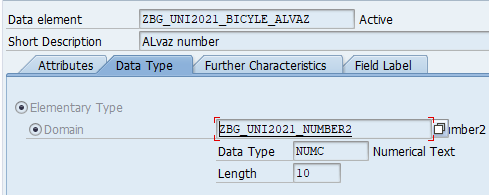 Data element ZBG_UNI2021_BICYLE_ALVAZ Active
Short Description ALvaz number
Attributes Data Type Further Characteristics Field Label
Elementary Type
Domain ZBG_UNI2021_NUMBER2 mber2
Data Type NUMC Numerical Text
Length 10